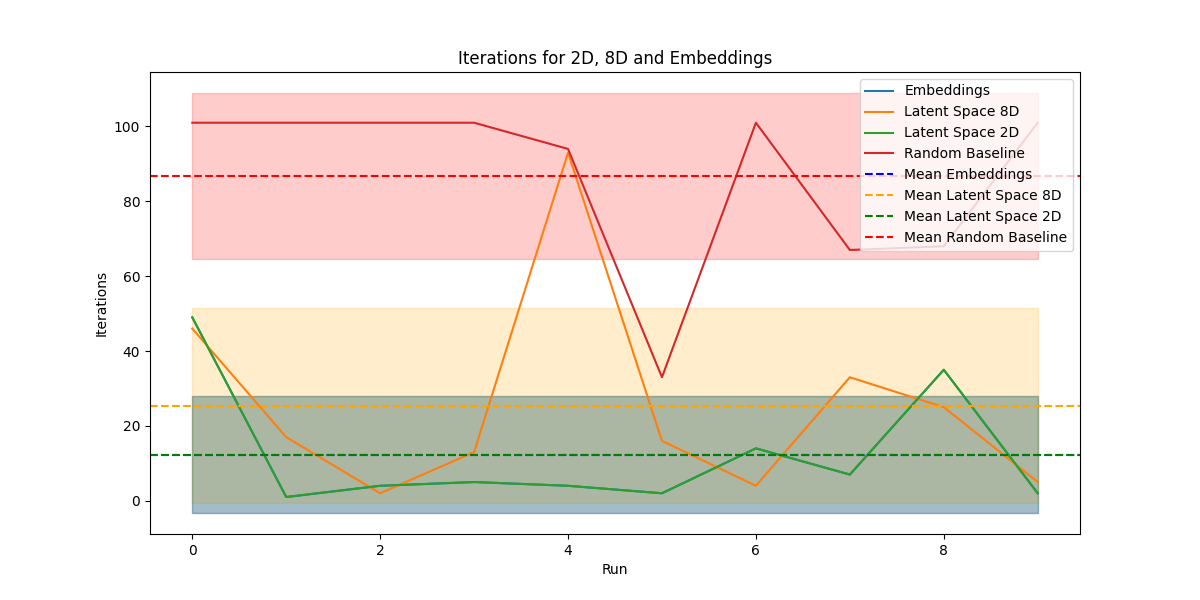 Iterations for 2D, 8D and Embeddings
Embeddings
Latent Space 8D
Latent Space 2D
Random Baseline
Mean Embeddings
Mean Latent Space 8D
Mean Latent Space 2D
Mean Random Baseline
100
80
60
40
20
0
Iterations
0 2 4 6 8
Run